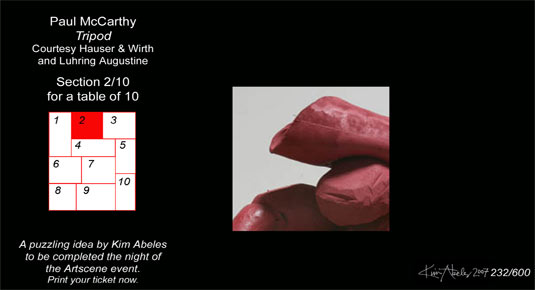 Paul McCarthy
Tripod
Courtesy Hauser & Wirth
and Luhring Augustine
Section 2/10
for a table of 10
1 2 3
4 5
6 7
8 9 10
A puzzling idea by Kim Abeles
to be completed the night of
the Artscene event.
Print your ticket now.
Kim Abeles 2007 232/600